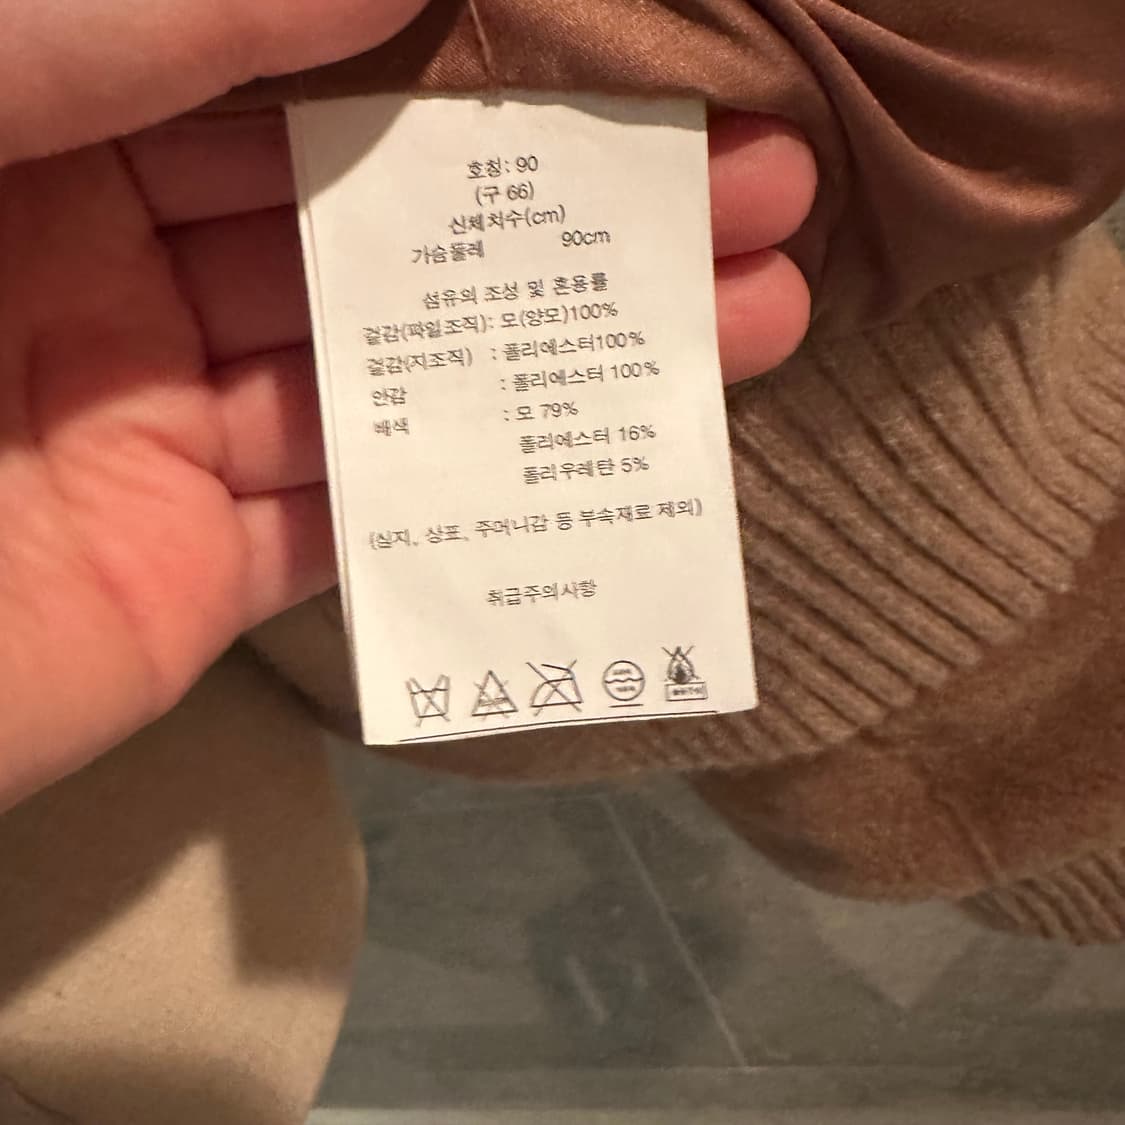 호칭: 90
(구 66)
신체 치수(cm)
가슴둘레 90cm
섬유의 조성 및 혼용률
겉감(파일조직): 모(양모)100%
겉감(지조직) : 폴리에스터100%
안감 : 폴리에스터 100%
배색 : 모 79%
폴리에스터 16%
폴리우레탄 5%
(심지, 상표, 주머니감 등 부속재료 제외)
취급주의사항